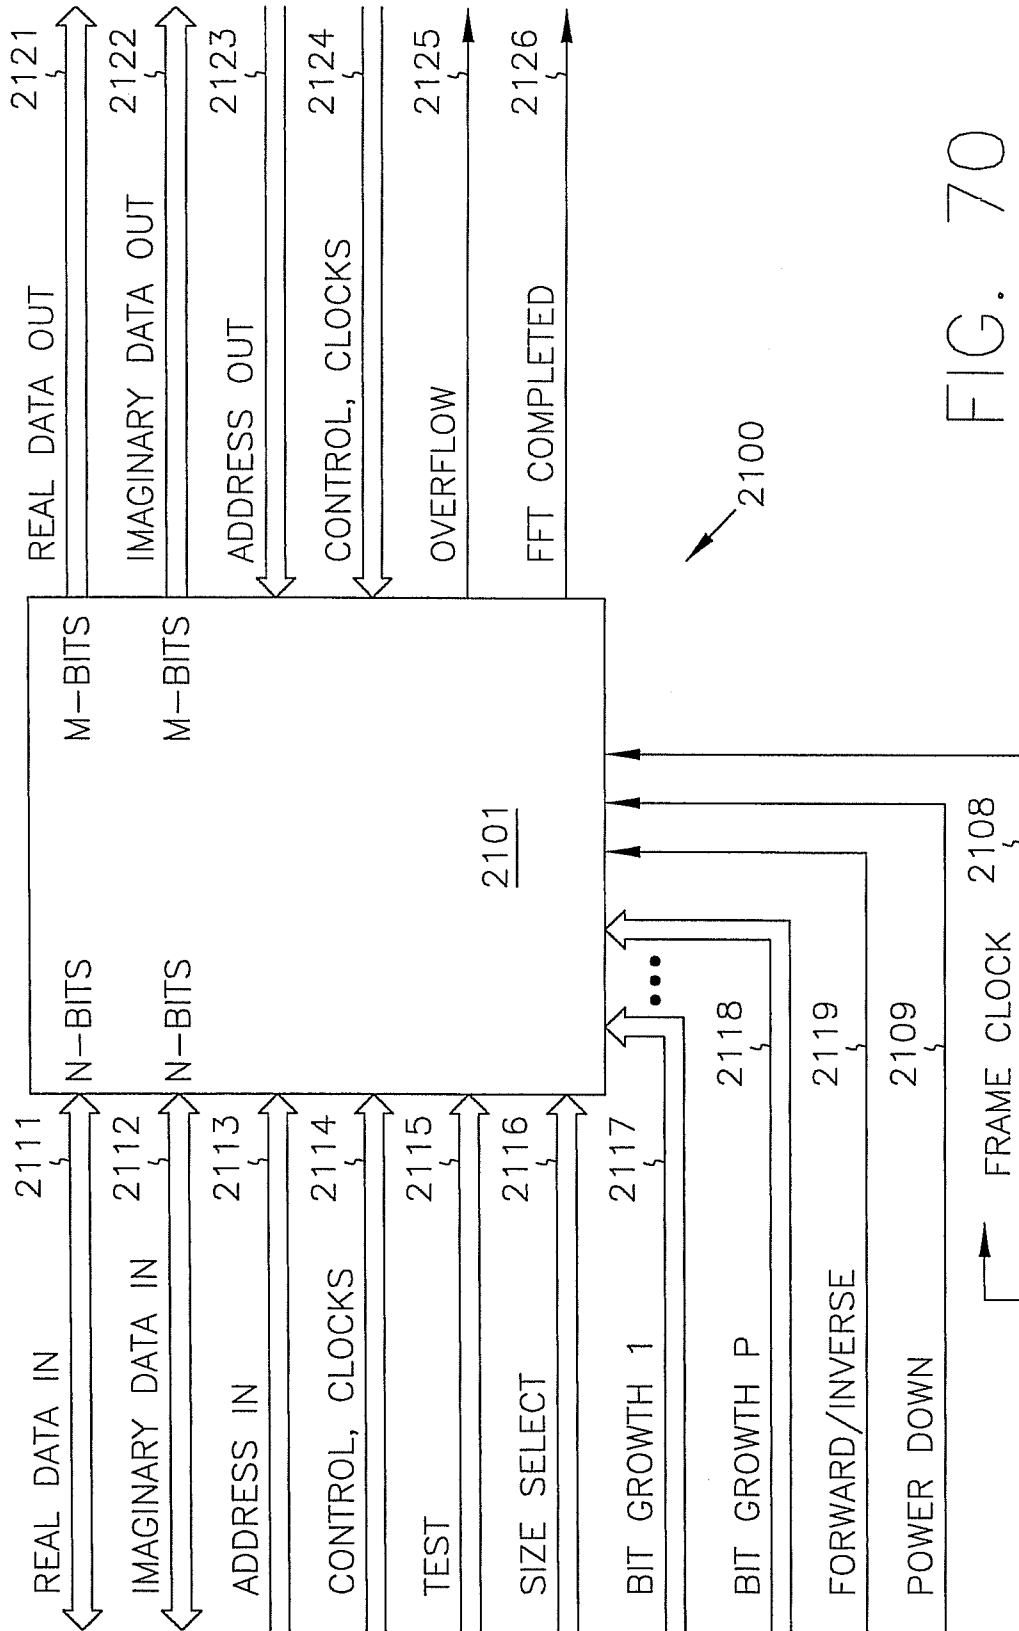 REAL DATA IN
2111
N-BITS
M-BITS
REAL DATA OUT
2121
IMAGINARY DATA IN
2112
N-BITS
M-BITS
IMAGINARY DATA OUT
2122
ADDRESS IN
2113
ADDRESS OUT
2123
CONTROL, CLOCKS
2114
CONTROL, CLOCKS
2124
TEST
2115
2101
OVERFLOW
2125
SIZE SELECT
2116
FFT COMPLETED
2126
BIT GROWTH 1
2117
BIT GROWTH P
2118
2100
FORWARD/INVERSE
2119
POWER DOWN
2109
FRAME CLOCK
2108
FIG. 70